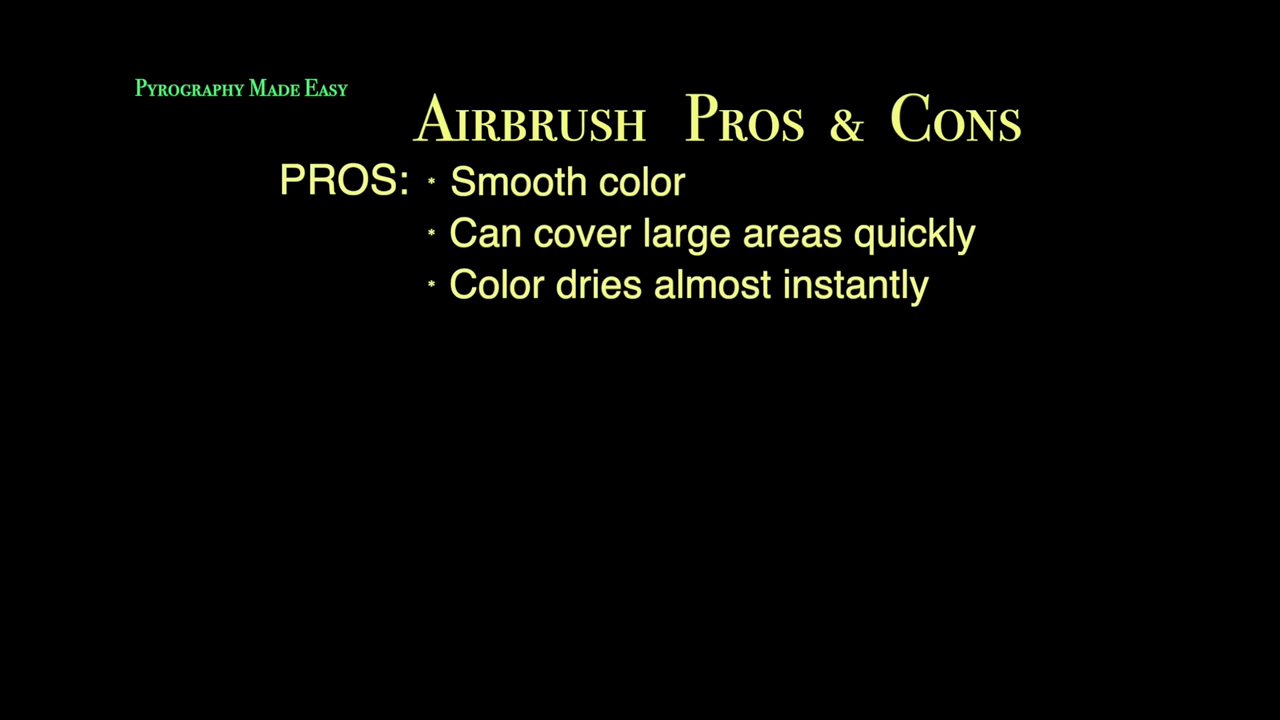 Pyrography Made Easy
Airbrush Pros & Cons
PROS: * Smooth color
* Can cover large areas quickly
* Color dries almost instantly